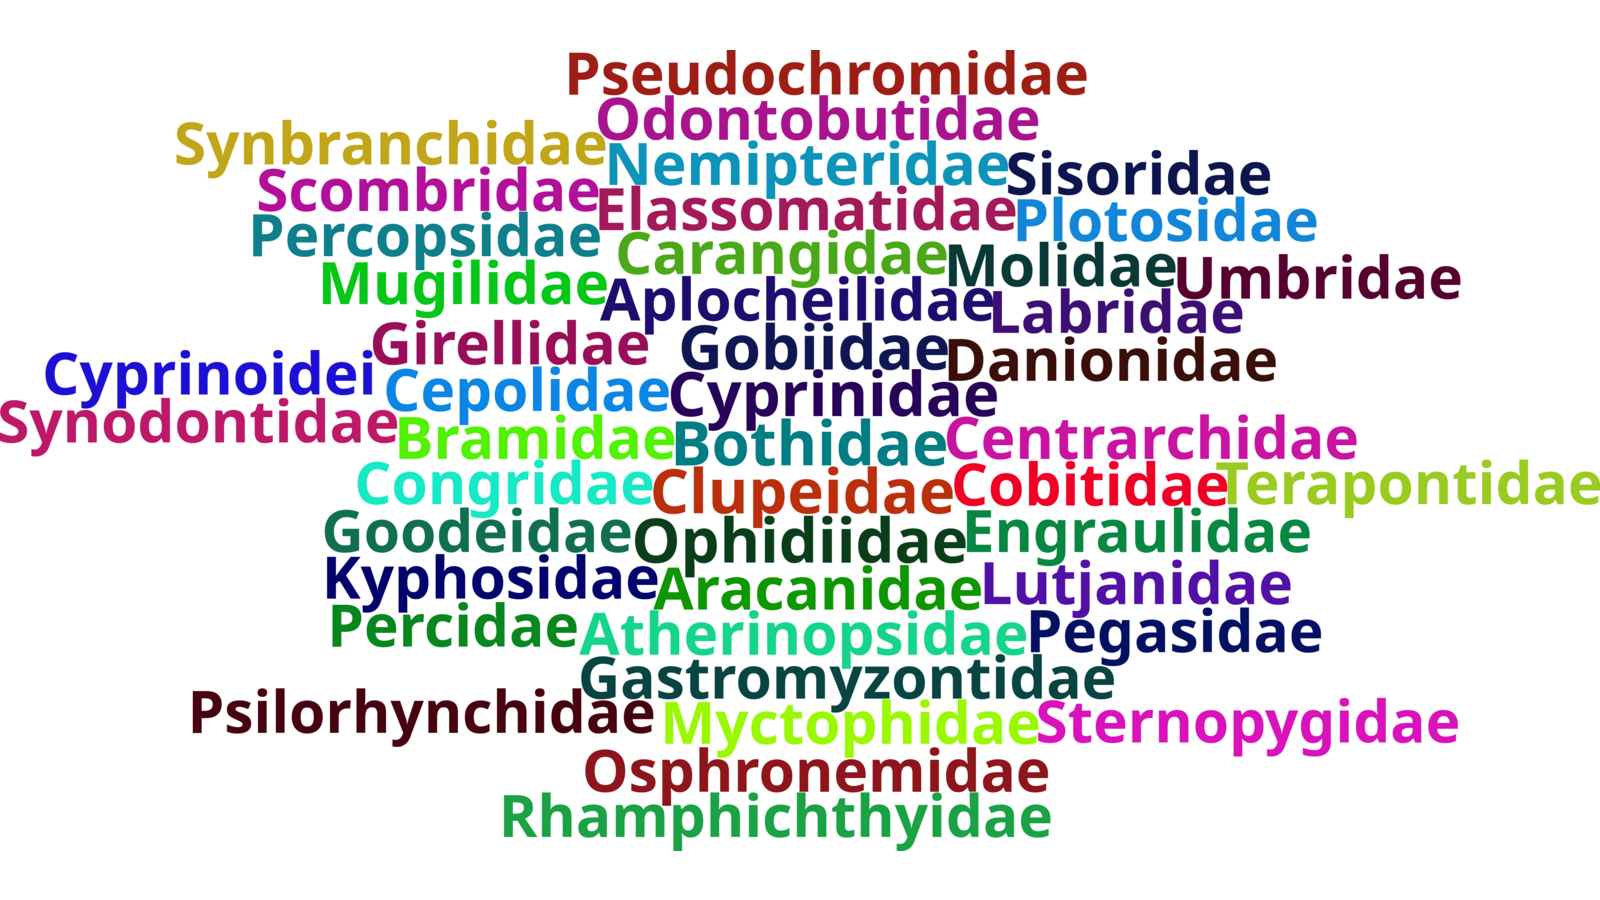 Pseudochromidae
Odontobutidae
Synbranchidae
Nemipteridae
Sisoridae
Scombridae
Elassomatidae
Plotosidae
Percopsidae
Carangidae
Molidae
Umbridae
Mugilidae
Aplocheilidae
Labridae
Girellidae
Gobiidae
Danionidae
Cyprinoidei
Cepolidae
Cyprinidae
Synodontidae
Bramidae
Bothidae
Centrarchidae
Congridae
Clupeidae
Cobitidae
Terapontidae
Goodeidae
Ophidiidae
Engraulidae
Kyphosidae
Aracanidae
Lutjanidae
Percidae
Atherinopsidae
Pegasidae
Gastromyzontidae
Psilorhynchidae
Myctophidae
Sternopygidae
Osphronemidae
Rhamphichthyidae